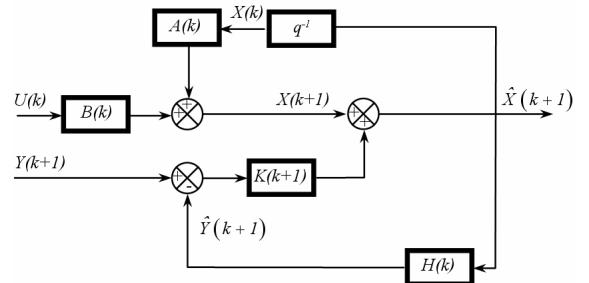 A(k)
X(k)
q⁻¹
U(k)
B(k)
+
+
X(k+1)
+
+
X̂(k+1)
Y(k+1)
+
-
K(k+1)
Ŷ(k+1)
H(k)